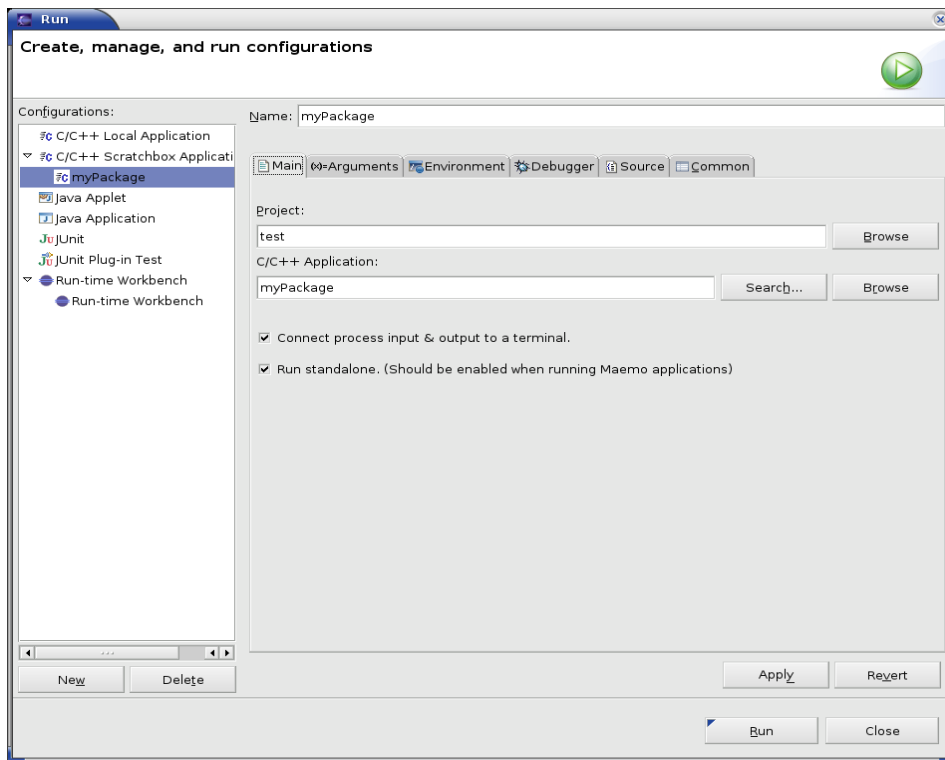 Run
Create, manage, and run configurations
Configurations:
C/C++ Local Application
C/C++ Scratchbox Applicati
myPackage
Java Applet
Java Application
JUnit
JUnit Plug-in Test
Run-time Workbench
Run-time Workbench
New Delete
Name: myPackage
Main (x)=Arguments Environment Debugger Source Common
Project:
test Browse
C/C++ Application:
myPackage Search... Browse
Connect process input & output to a terminal.
Run standalone. (Should be enabled when running Maemo applications)
Apply Revert
Run Close